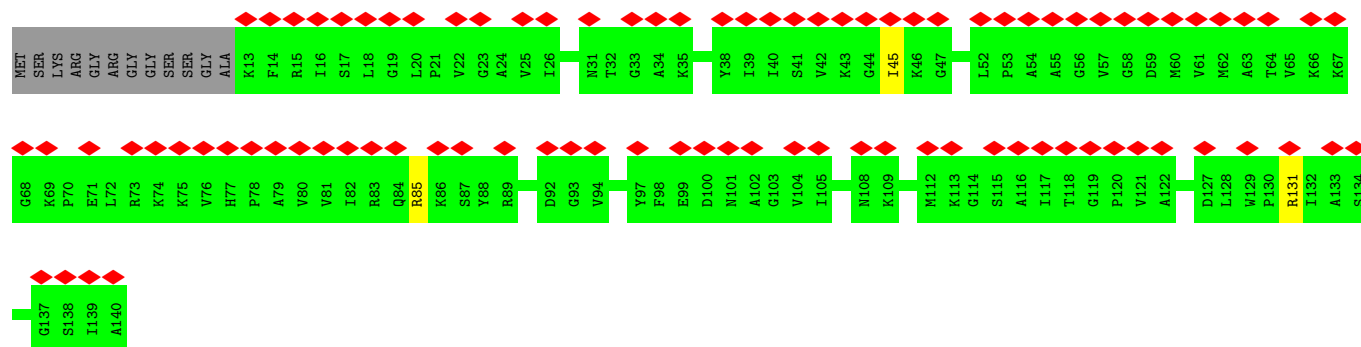 MET SER LYS ARG GLY ARG GLY GLY SER SER GLY ALA K13 F14 R15 I16 S17 L18 G19 L20 P21 V22 G23 A24 V25 I26 N31 T32 G33 A34 K35 Y38 I39 I40 S41 V42 K43 G44 I45 K46 G47 L52 P53 A54 A55 G56 V57 G58 D59 M60 V61 M62 A63 T64 V65 K66 K67
G68 K69 P70 E71 L72 R73 K74 K75 V76 H77 P78 A79 V80 V81 I82 R83 Q84 R85 K86 S87 Y88 R89 D92 G93 V94 Y97 F98 E99 D100 N101 A102 G103 V104 I105 N108 K109 M112 K113 G114 S115 A116 I117 T118 G119 P120 V121 A122 D127 L128 W129 P130 R131 I132 A133 S134
G137 S138 I139 A140